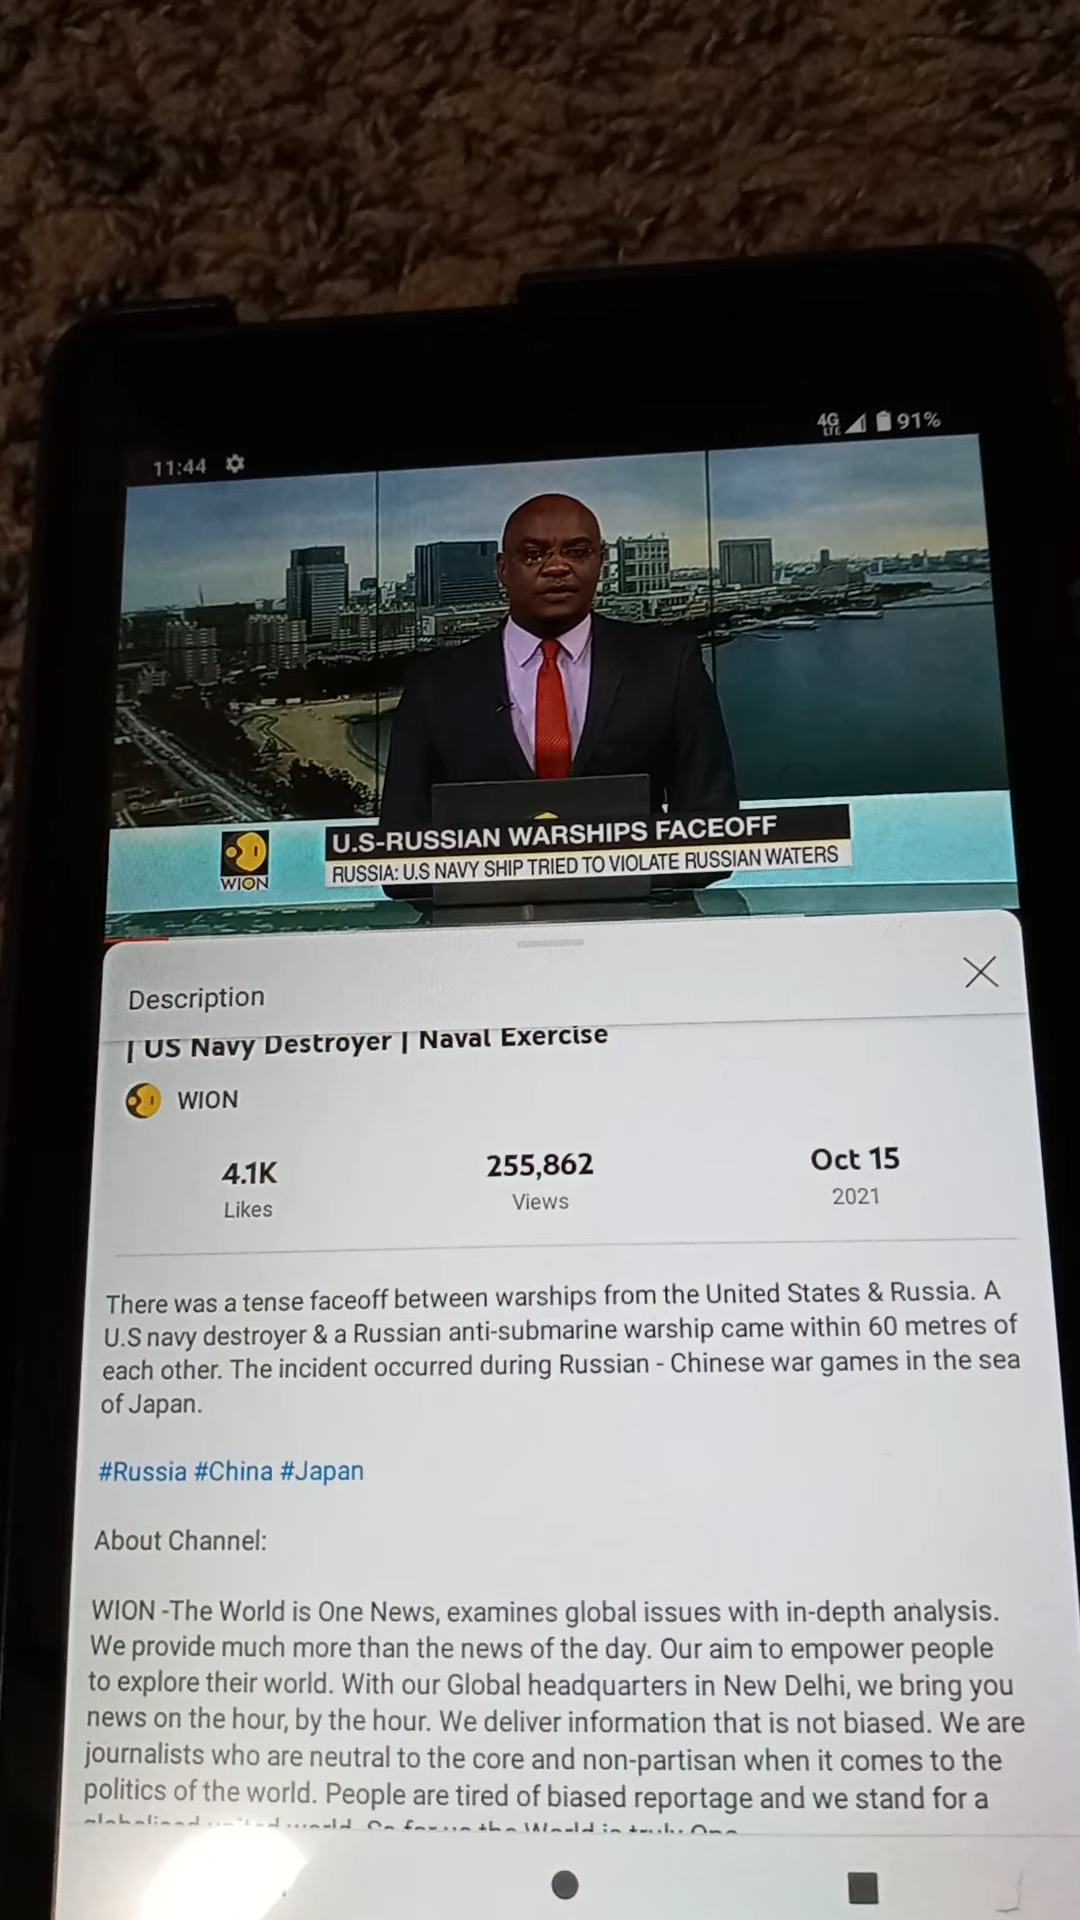 11:44
4G LTE 91%
WION
U.S-RUSSIAN WARSHIPS FACEOFF
RUSSIA: U.S NAVY SHIP TRIED TO VIOLATE RUSSIAN WATERS
Description
| US Navy Destroyer | Naval Exercise
WION
4.1K 255,862 Oct 15
Likes Views 2021
There was a tense faceoff between warships from the United States & Russia. A
U.S navy destroyer & a Russian anti-submarine warship came within 60 metres of
each other. The incident occurred during Russian - Chinese war games in the sea
of Japan.
#Russia #China #Japan
About Channel:
WION -The World is One News, examines global issues with in-depth analysis.
We provide much more than the news of the day. Our aim to empower people
to explore their world. With our Global headquarters in New Delhi, we bring you
news on the hour, by the hour. We deliver information that is not biased. We are
journalists who are neutral to the core and non-partisan when it comes to the
politics of the world. People are tired of biased reportage and we stand for a